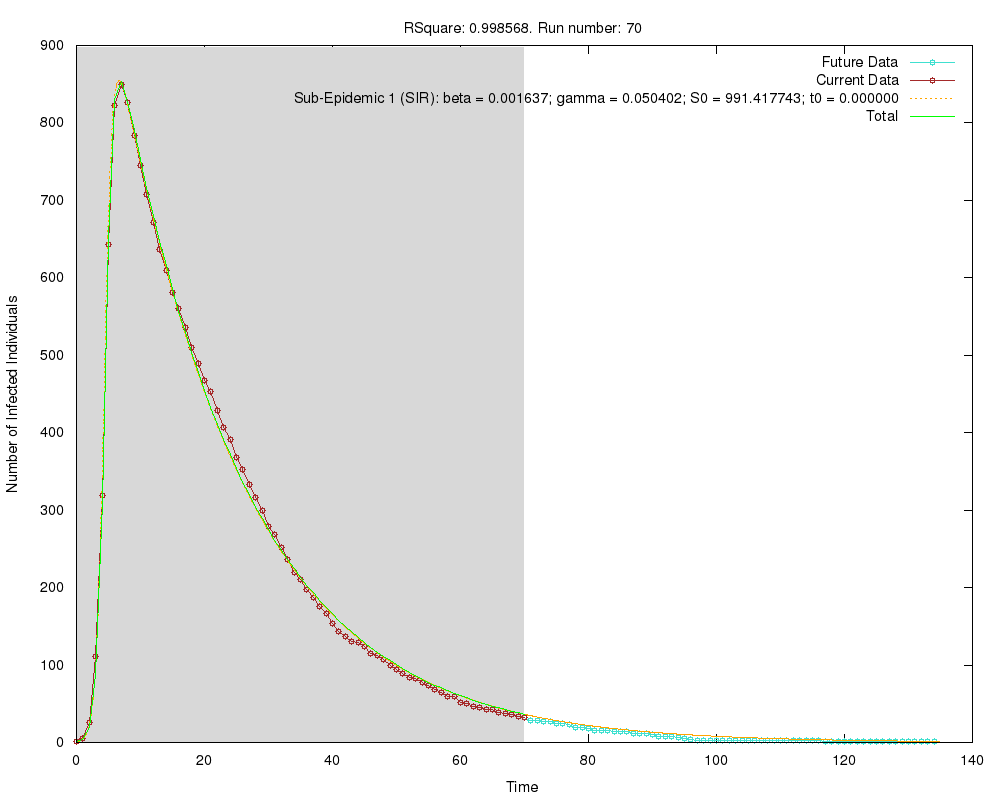 RSquare: 0.998568. Run number: 70
Future Data
Current Data
Sub-Epidemic 1 (SIR): beta = 0.001637; gamma = 0.050402; S0 = 991.417743; t0 = 0.000000
Total
Number of Infected Individuals
900
800
700
600
500
400
300
200
100
0
0 20 40 60 80 100 120 140
Time